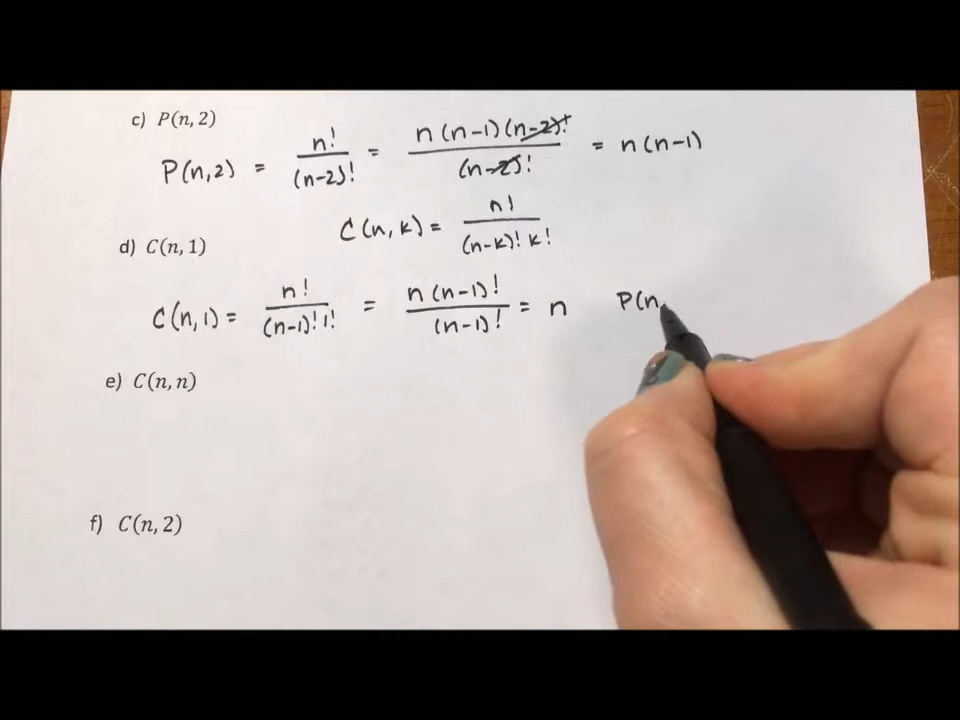 c) P(n, 2)
P(n,2) = n!/(n-2)! = n(n-1)(n-2)!/(n-2)! = n(n-1)
C(n,k) = n!/(n-k)! k!
d) C(n, 1)
C(n,1) = n!/(n-1)! 1! = n(n-1)!/(n-1)! = n P(n,
e) C(n, n)
f) C(n, 2)